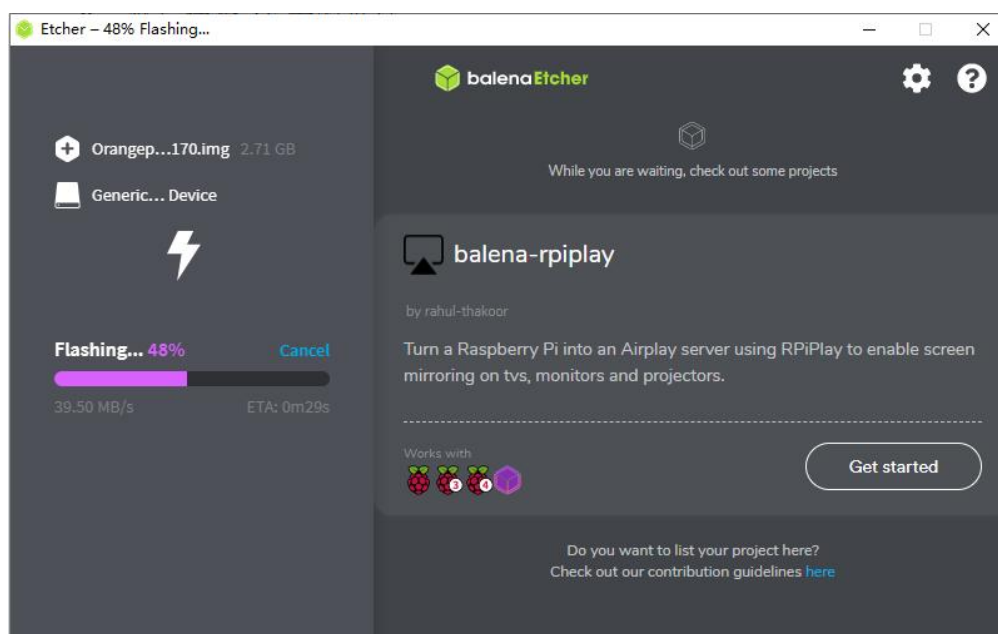 Etcher – 48% Flashing...
balenaEtcher
Orangep...170.img 2.71 GB
Generic... Device
Flashing... 48% Cancel
39.50 MB/s ETA: 0m29s
While you are waiting, check out some projects
balena-rpiplay
by rahul-thakoor
Turn a Raspberry Pi into an Airplay server using RPiPlay to enable screen
mirroring on tvs, monitors and projectors.
Works with
3 4
Get started
Do you want to list your project here?
Check out our contribution guidelines here